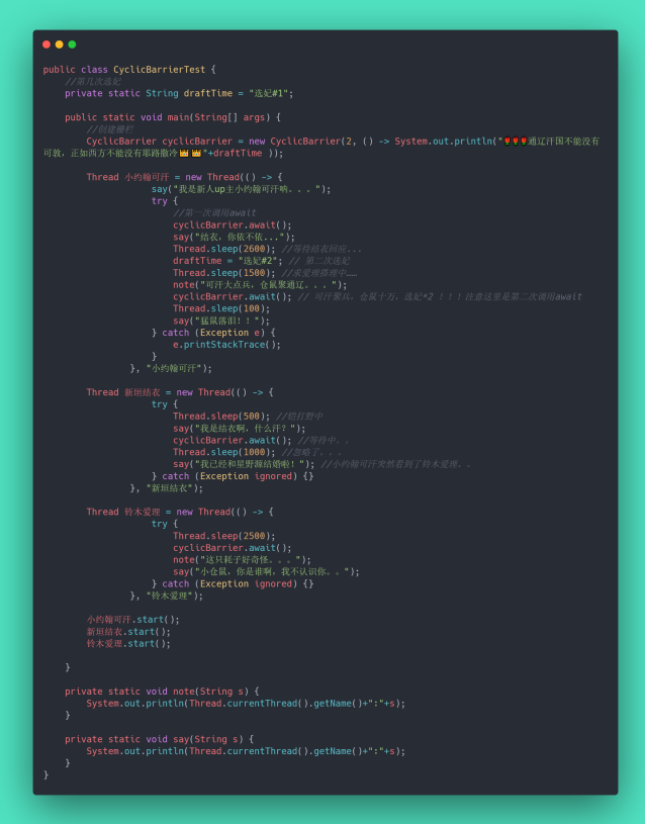 public class CyclicBarrierTest {
//第几次选妃
private static String draftTime = "选妃#1";
public static void main(String[] args) {
//创建栅栏
CyclicBarrier cyclicBarrier = new CyclicBarrier(2, () -> System.out.println("🌹🌹🌹通辽汗国不能没有
可敦，正如西方不能没有耶路撒冷👑👑"+draftTime ));
Thread 小约翰可汗 = new Thread(() -> {
say("我是新人up主小约翰可汗呐...");
try {
//第一次调用await
cyclicBarrier.await();
say("结衣，你依不依...");
Thread.sleep(2600); //等待结衣回应...
draftTime = "选妃#2"; // 第二次选妃
Thread.sleep(1500); //求爱理搭理中……
note("可汗大点兵，仓鼠聚通辽...");
cyclicBarrier.await(); // 可汗聚兵，仓鼠十万，选妃*2 ！！！注意这里是第二次调用await
Thread.sleep(100);
say("猛鼠落泪！！");
} catch (Exception e) {
e.printStackTrace();
}
}, "小约翰可汗");
Thread 新垣结衣 = new Thread(() -> {
try {
Thread.sleep(500); //恺打野中
say("我是结衣啊，什么汗？");
cyclicBarrier.await(); //等待中。。
Thread.sleep(1000); //忽略了...
say("我已经和星野源结婚啦！"); //小约翰可汗突然看到了铃木爱理。。
} catch (Exception ignored) {}
}, "新垣结衣");
Thread 铃木爱理 = new Thread(() -> {
try {
Thread.sleep(2500);
cyclicBarrier.await();
note("这只耗子好奇怪...");
say("小仓鼠，你是谁啊，我不认识你。。");
} catch (Exception ignored) {}
}, "铃木爱理");
小约翰可汗.start();
新垣结衣.start();
铃木爱理.start();
}
private static void note(String s) {
System.out.println(Thread.currentThread().getName()+":"+s);
}
private static void say(String s) {
System.out.println(Thread.currentThread().getName()+":"+s);
}
}